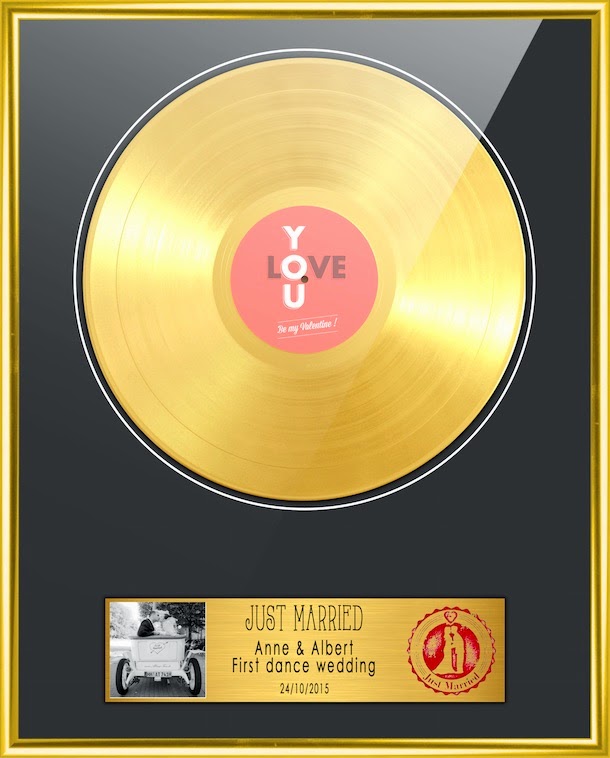 YOU
LOVE
Be my Valentine !
JUST MARRIED
Anne & Albert
First dance wedding
24/10/2015
Just Married